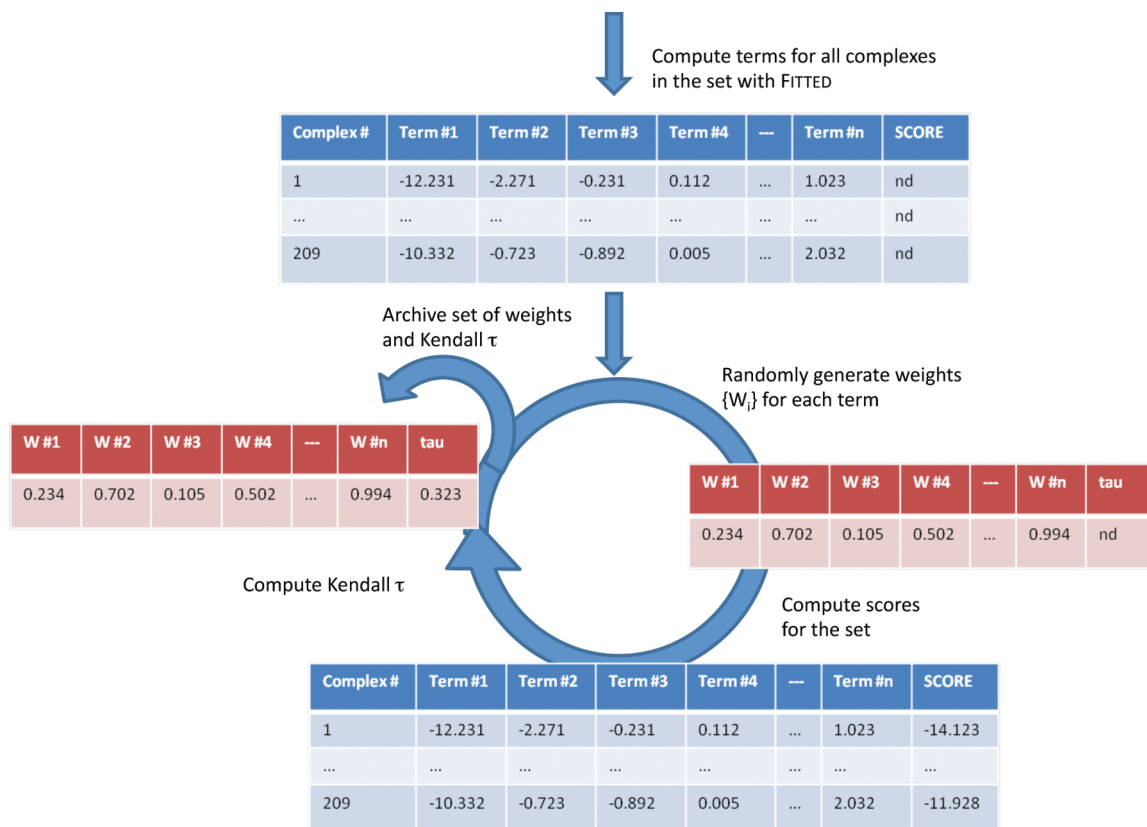 Compute terms for all complexes
in the set with FITTED
Complex # Term #1 Term #2 Term #3 Term #4 --- Term #n SCORE
1 -12.231 -2.271 -0.231 0.112 ... 1.023 nd
... ... ... ... ... ... ... nd
209 -10.332 -0.723 -0.892 0.005 ... 2.032 nd
Archive set of weights
and Kendall τ
Randomly generate weights
{Wi} for each term
W #1 W #2 W #3 W #4 --- W #n tau
0.234 0.702 0.105 0.502 ... 0.994 0.323
W #1 W #2 W #3 W #4 --- W #n tau
0.234 0.702 0.105 0.502 ... 0.994 nd
Compute Kendall τ
Compute scores
for the set
Complex # Term #1 Term #2 Term #3 Term #4 --- Term #n SCORE
1 -12.231 -2.271 -0.231 0.112 ... 1.023 -14.123
... ... ... ... ... ... ... ...
209 -10.332 -0.723 -0.892 0.005 ... 2.032 -11.928